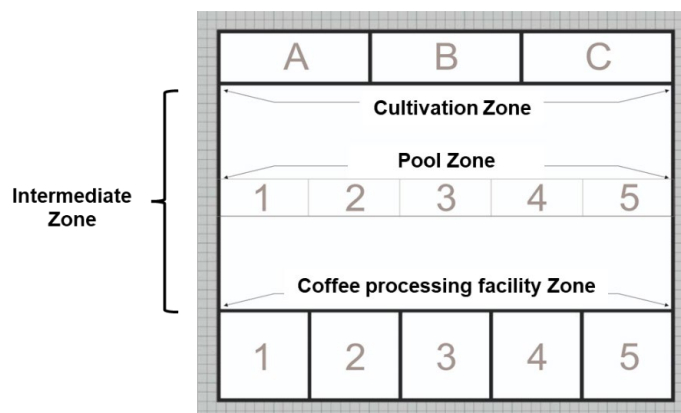 A B C
Cultivation Zone
Pool Zone
Intermediate
Zone
1 2 3 4 5
Coffee processing facility Zone
1 2 3 4 5